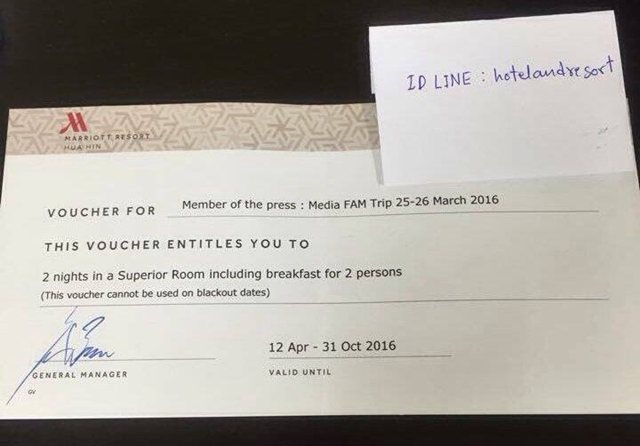 ID LINE : hotelandresort
MARRIOTT RESORT
HUA HIN
VOUCHER FOR Member of the press : Media FAM Trip 25-26 March 2016
THIS VOUCHER ENTITLES YOU TO
2 nights in a Superior Room including breakfast for 2 persons
(This voucher cannot be used on blackout dates)
12 Apr - 31 Oct 2016
GENERAL MANAGER VALID UNTIL
GV